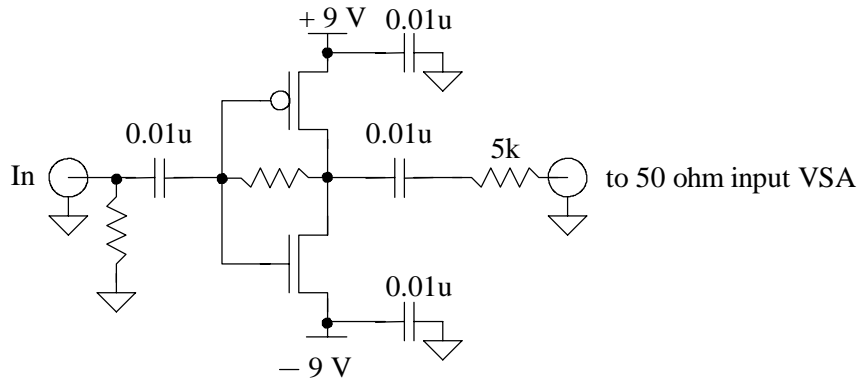 + 9 V
0.01u
0.01u
0.01u
5k
In
to 50 ohm input VSA
0.01u
− 9 V